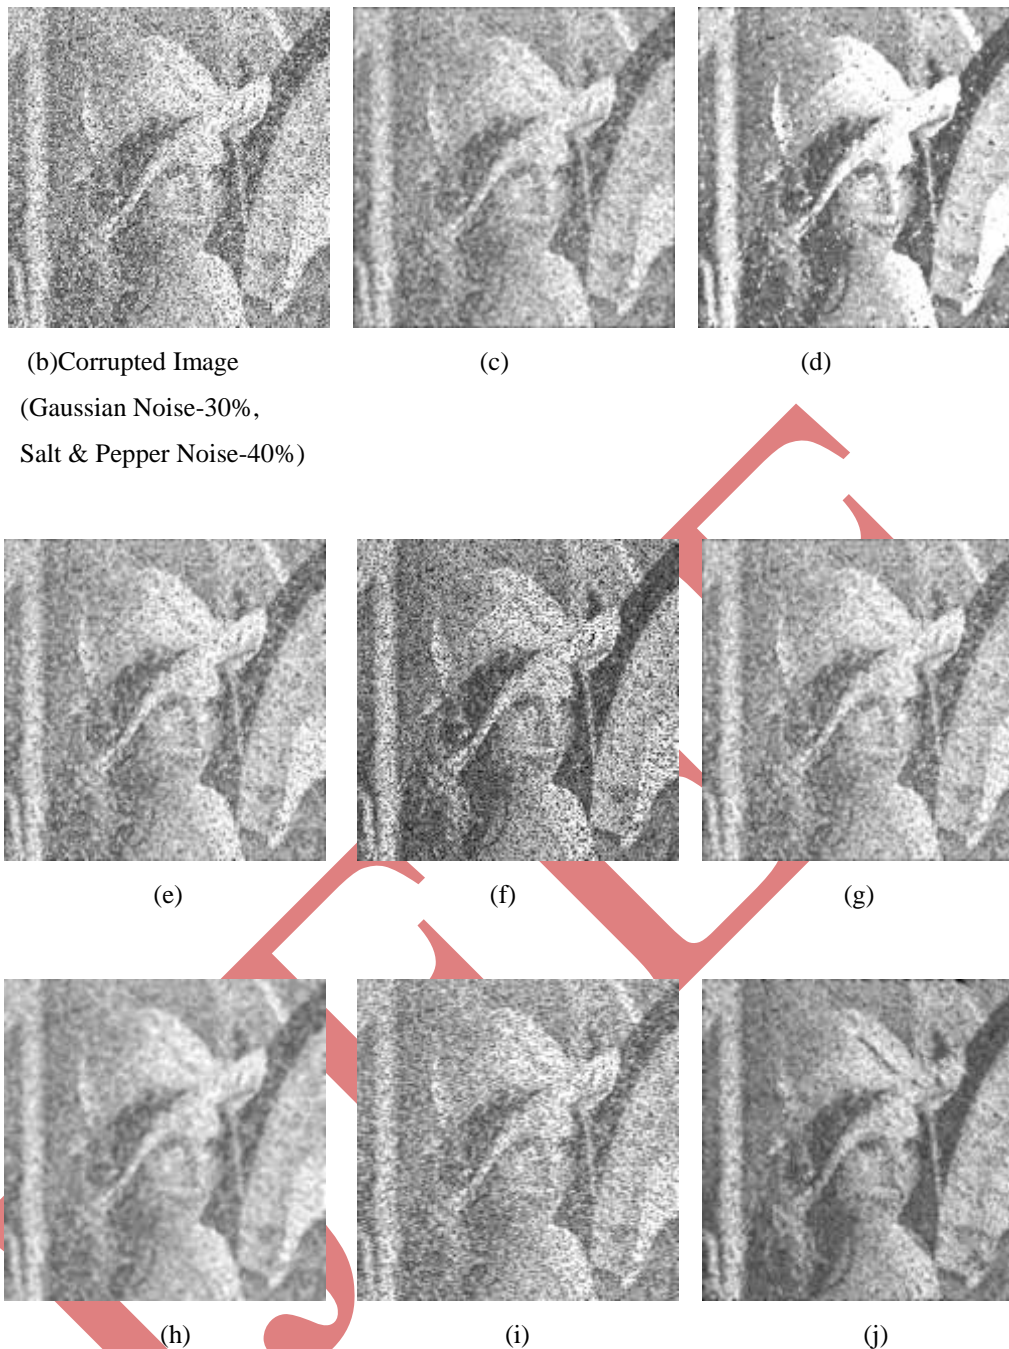 (b)Corrupted Image
(Gaussian Noise-30%,
Salt & Pepper Noise-40%)
(c)
(d)
(e)
(f)
(g)
(h)
(i)
(j)